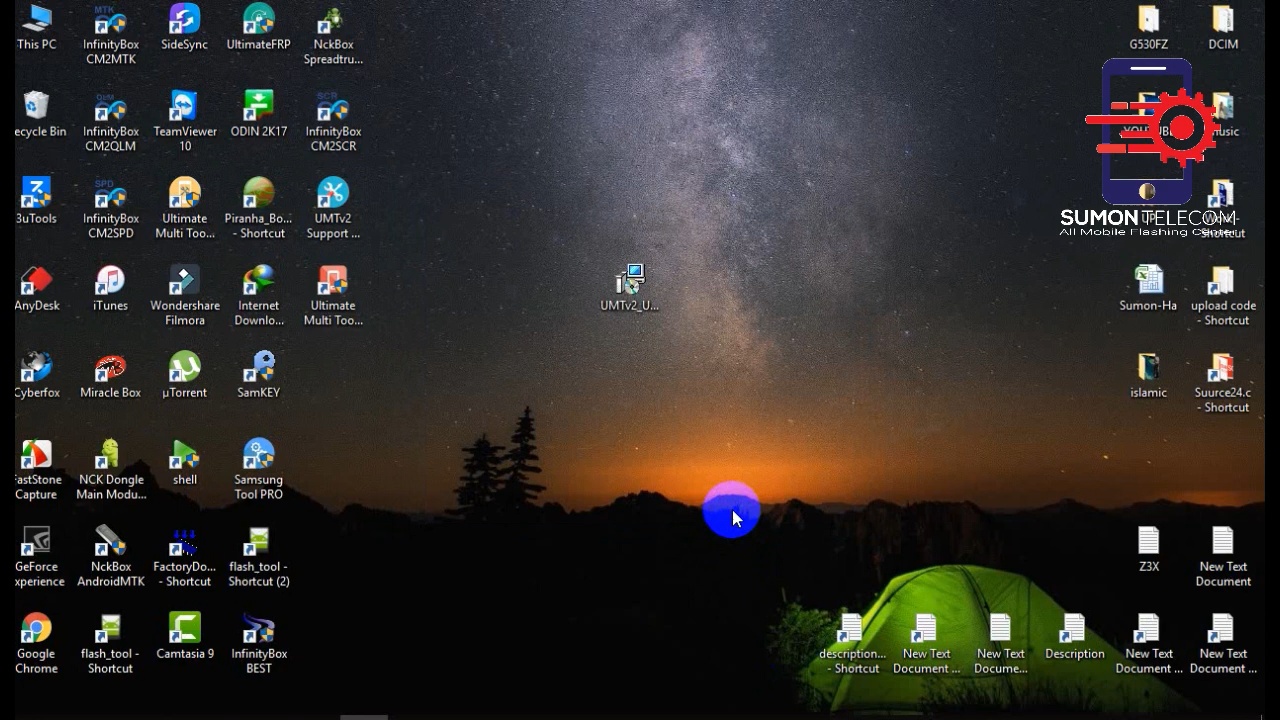 This PC
InfinityBox
CM2MTK
SideSync
UltimateFRP
NckBox
Spreadtru...
G530FZ
DCIM
ecycle Bin
InfinityBox
CM2QLM
TeamViewer
10
ODIN 2K17
InfinityBox
CM2SCR
3uTools
InfinityBox
CM2SPD
Ultimate
Multi Too...
Piranha_Bo...
- Shortcut
UMTv2
Support ...
SUMON TELECOM
All Mobile Flashing Center
AnyDesk
iTunes
Wondershare
Filmora
Internet
Downlo...
Ultimate
Multi Too...
UMTv2_U...
Sumon-Ha
upload code
- Shortcut
Cyberfox
Miracle Box
µTorrent
SamKEY
islamic
Suurce24.c
- Shortcut
FastStone
Capture
NCK Dongle
Main Modu...
shell
Samsung
Tool PRO
GeForce
xperience
NckBox
AndroidMTK
FactoryDo...
- Shortcut
flash_tool -
Shortcut (2)
Z3X
New Text
Document
Google
Chrome
flash_tool -
Shortcut
Camtasia 9
InfinityBox
BEST
description...
- Shortcut
New Text
Document ...
New Text
Docume...
Description
New Text
Document ...
New Text
Document ...